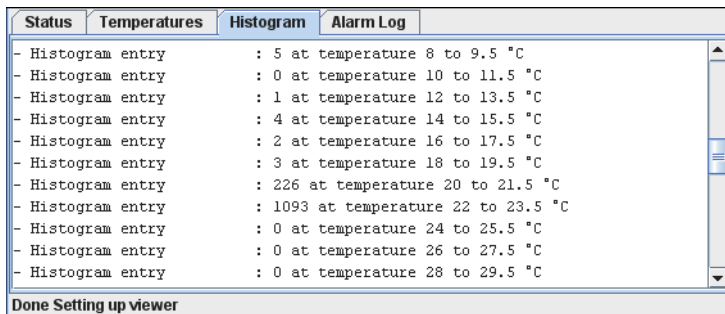 Status Temperatures Histogram Alarm Log
- Histogram entry : 5 at temperature 8 to 9.5 °C
- Histogram entry : 0 at temperature 10 to 11.5 °C
- Histogram entry : 1 at temperature 12 to 13.5 °C
- Histogram entry : 4 at temperature 14 to 15.5 °C
- Histogram entry : 2 at temperature 16 to 17.5 °C
- Histogram entry : 3 at temperature 18 to 19.5 °C
- Histogram entry : 226 at temperature 20 to 21.5 °C
- Histogram entry : 1093 at temperature 22 to 23.5 °C
- Histogram entry : 0 at temperature 24 to 25.5 °C
- Histogram entry : 0 at temperature 26 to 27.5 °C
- Histogram entry : 0 at temperature 28 to 29.5 °C
Done Setting up viewer